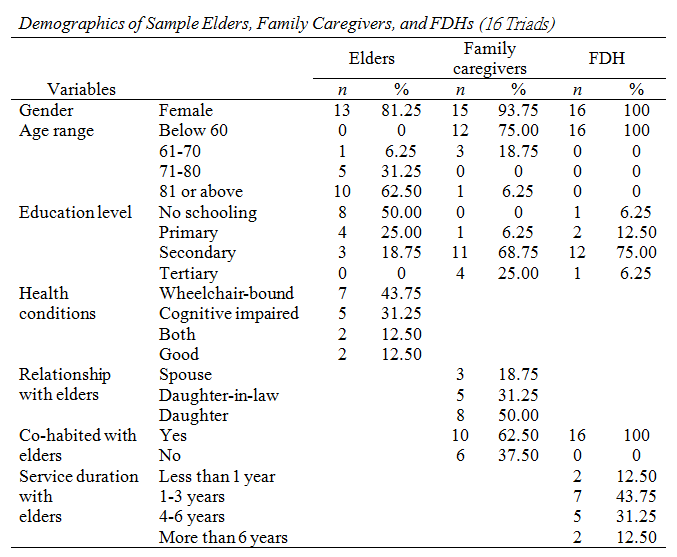 Demographics of Sample Elders, Family Caregivers, and FDHs (16 Triads)
Elders Family caregivers FDH
Variables n % n % n %
Gender Female 13 81.25 15 93.75 16 100
Age range Below 60 0 0 12 75.00 16 100
61-70 1 6.25 3 18.75 0 0
71-80 5 31.25 0 0 0 0
81 or above 10 62.50 1 6.25 0 0
Education level No schooling 8 50.00 0 0 1 6.25
Primary 4 25.00 1 6.25 2 12.50
Secondary 3 18.75 11 68.75 12 75.00
Tertiary 0 0 4 25.00 1 6.25
Health Wheelchair-bound 7 43.75
conditions Cognitive impaired 5 31.25
Both 2 12.50
Good 2 12.50
Relationship Spouse 3 18.75
with elders Daughter-in-law 5 31.25
Daughter 8 50.00
Co-habited with Yes 10 62.50 16 100
elders No 6 37.50 0 0
Service duration Less than 1 year 2 12.50
with 1-3 years 7 43.75
elders 4-6 years 5 31.25
More than 6 years 2 12.50